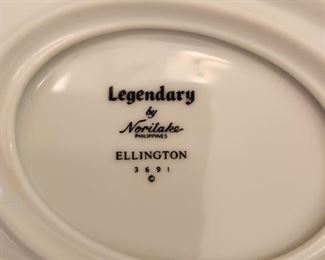 Legendary
by
Noritake
PHILIPPINES
ELLINGTON
3691
©